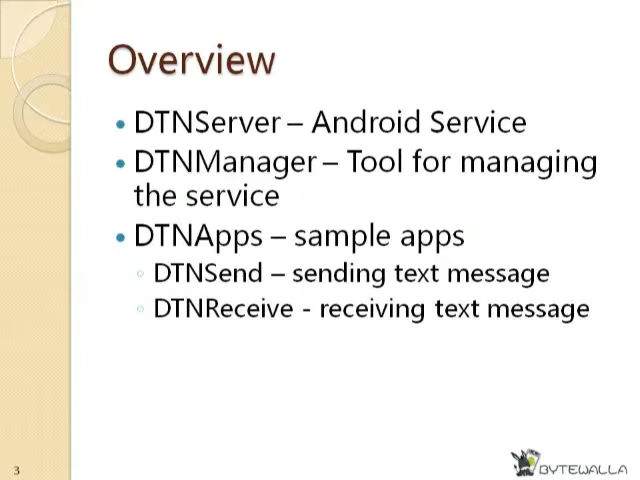 Overview
• DTNServer – Android Service
• DTNManager – Tool for managing
the service
• DTNApps – sample apps
◦ DTNSend – sending text message
◦ DTNReceive - receiving text message
3
BYTEWALLA